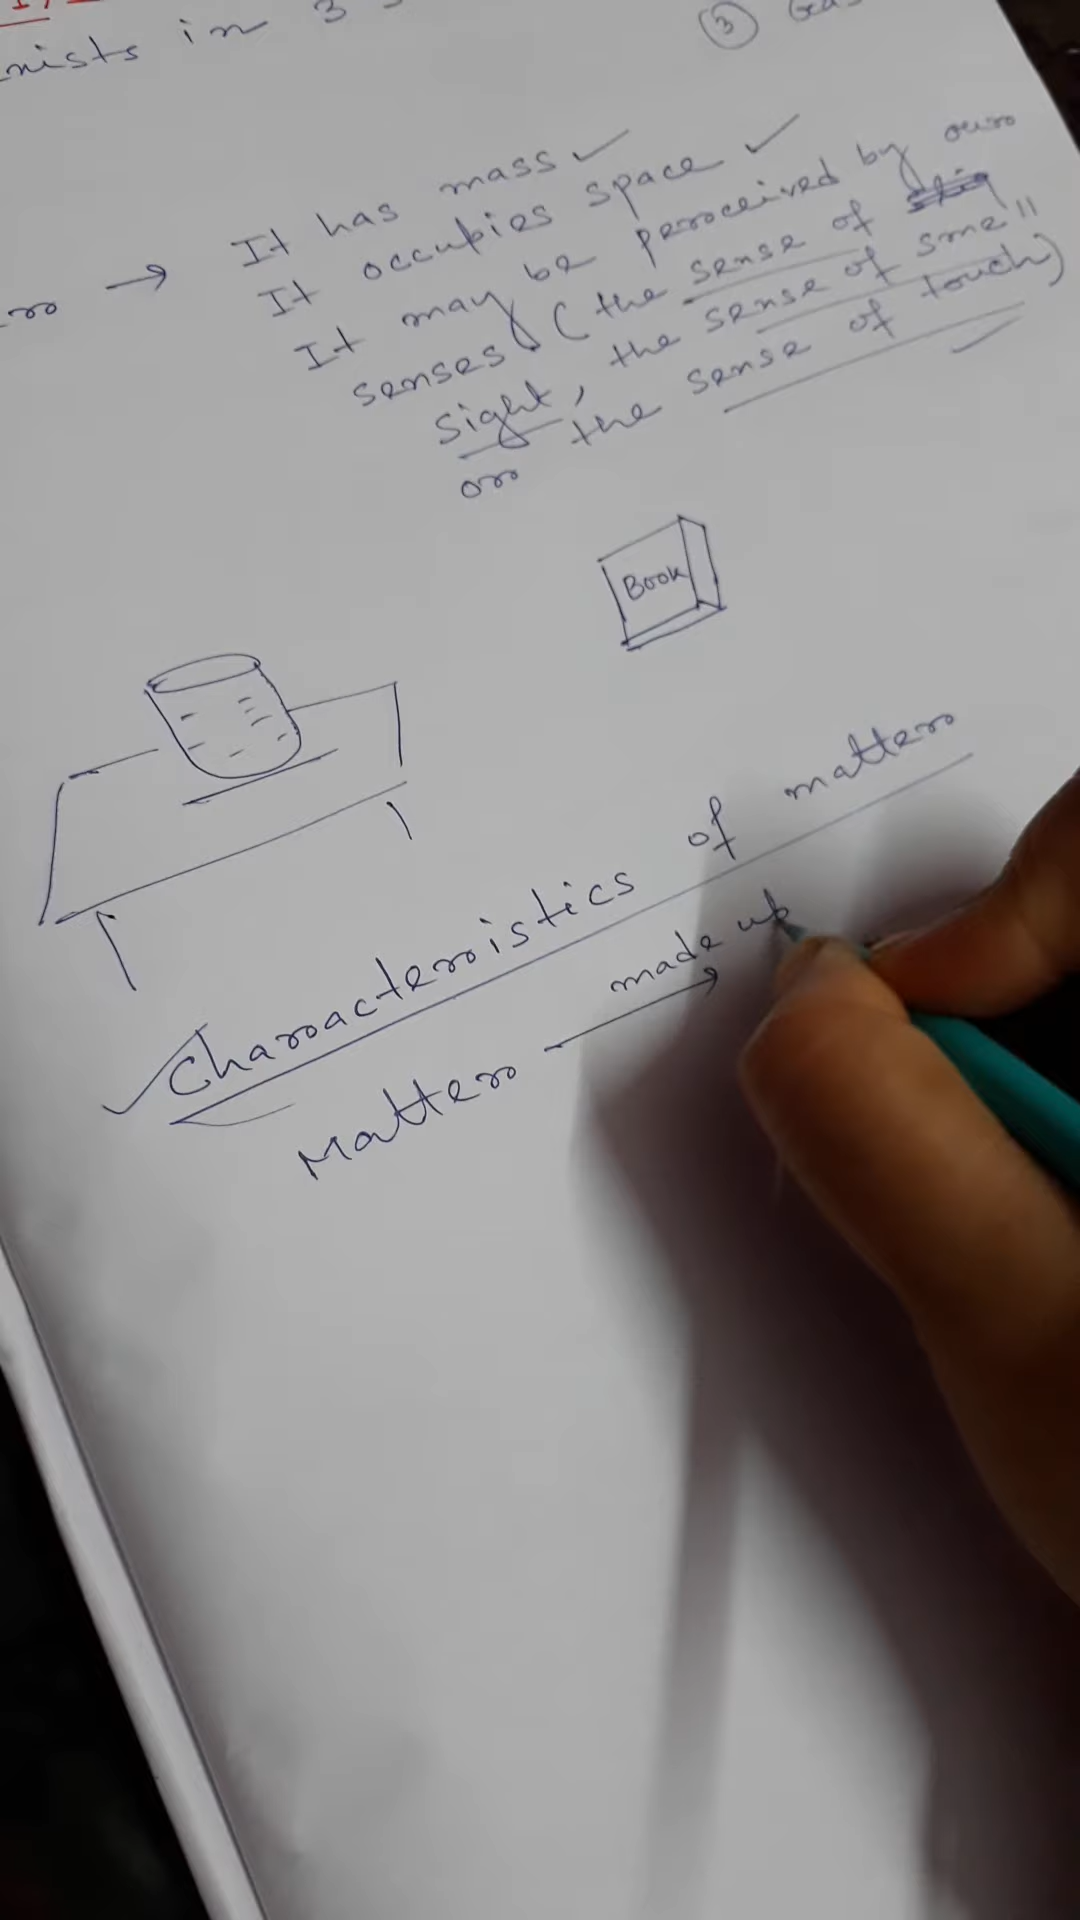 exists in 3
③
→ It has mass ✓
It occupies space ✓
It may be perceived by our
senses (the sense of
sight, the sense of smell
or the sense of touch)
Book
Characteristics of matter
Matter → made up